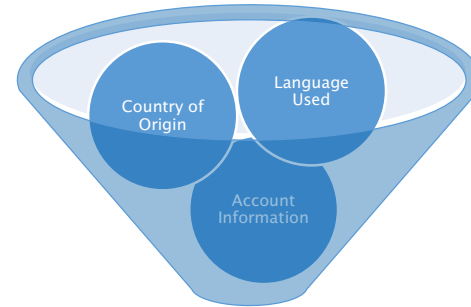 Language
Used
Country of
Origin
Account
Information